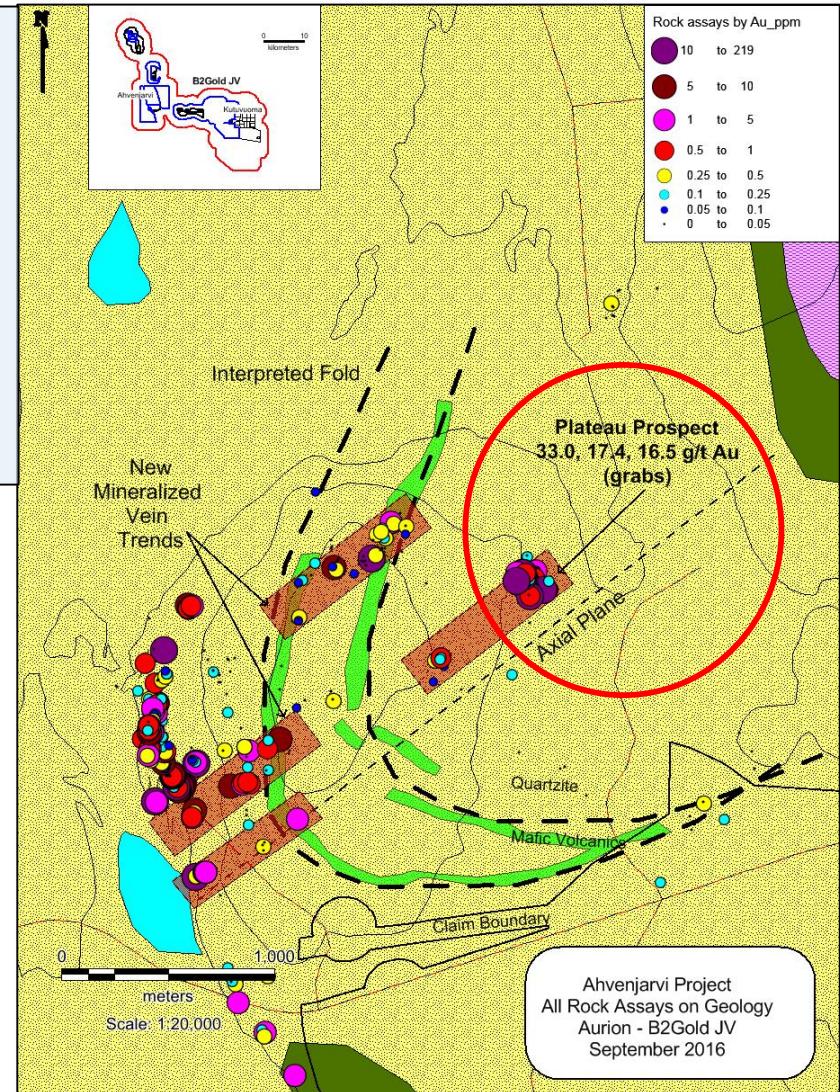 N
0 10
kilometers
B2Gold JV
Ahvenjarvi
Kutuvuoma
Rock assays by Au_ppm
10 to 219
5 to 10
1 to 5
0.5 to 1
0.25 to 0.5
0.1 to 0.25
0.05 to 0.1
0 to 0.05
Interpreted Fold
Plateau Prospect
33.0, 17.4, 16.5 g/t Au
(grabs)
New
Mineralized
Vein
Trends
Axial Plane
Quartzite
Mafic Volcanics
Claim Boundary
0 1,000
meters
Scale: 1:20,000
Ahvenjarvi Project
All Rock Assays on Geology
Aurion - B2Gold JV
September 2016